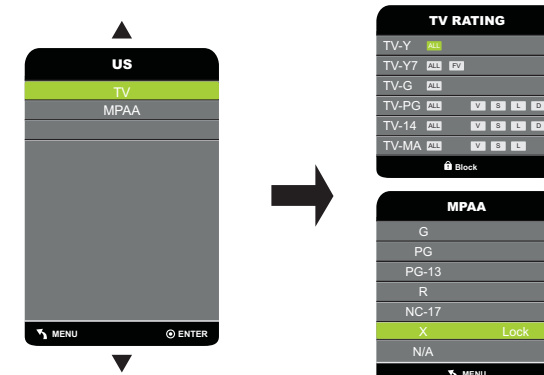 US
TV
MPAA
MENU ENTER
TV RATING
TV-Y ALL
TV-Y7 ALL FV
TV-G ALL
TV-PG ALL V S L D
TV-14 ALL V S L D
TV-MA ALL V S L
Block
MPAA
G
PG
PG-13
R
NC-17
X Lock
N/A
MENU